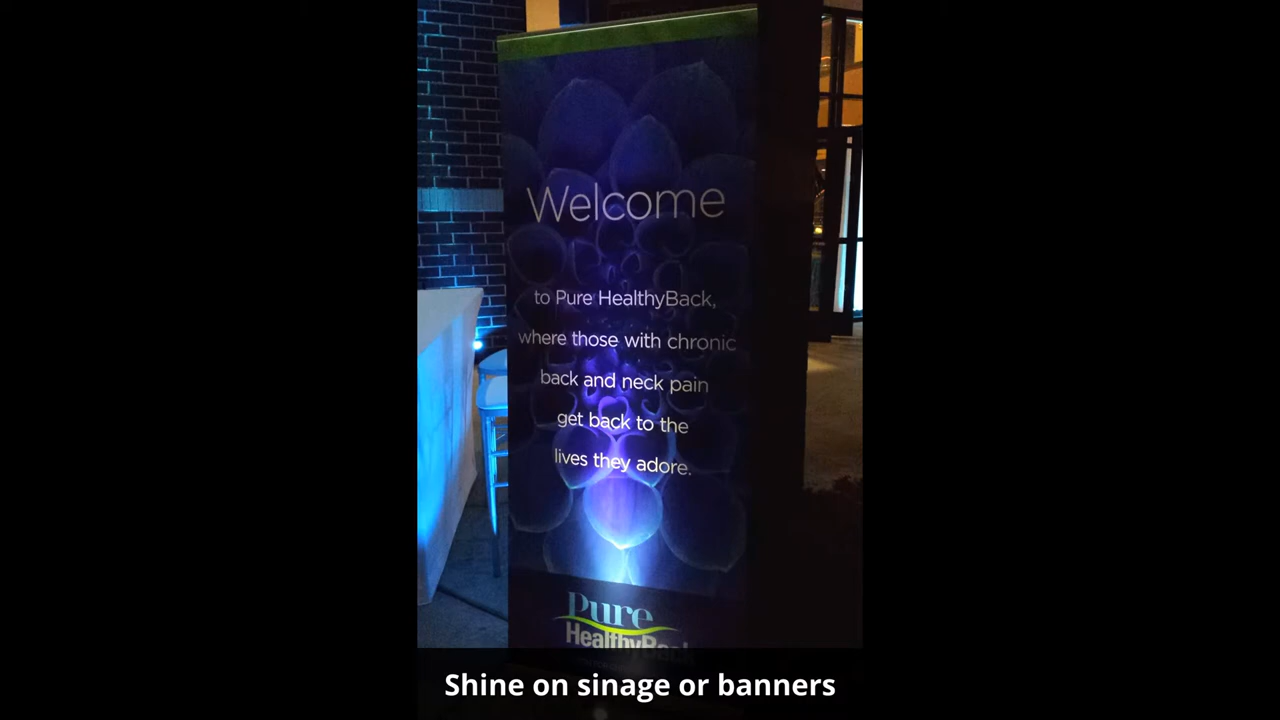 Welcome
to Pure HealthyBack,
where those with chronic
back and neck pain
get back to the
lives they adore.
Pure
HealthyBack
Shine on sinage or banners